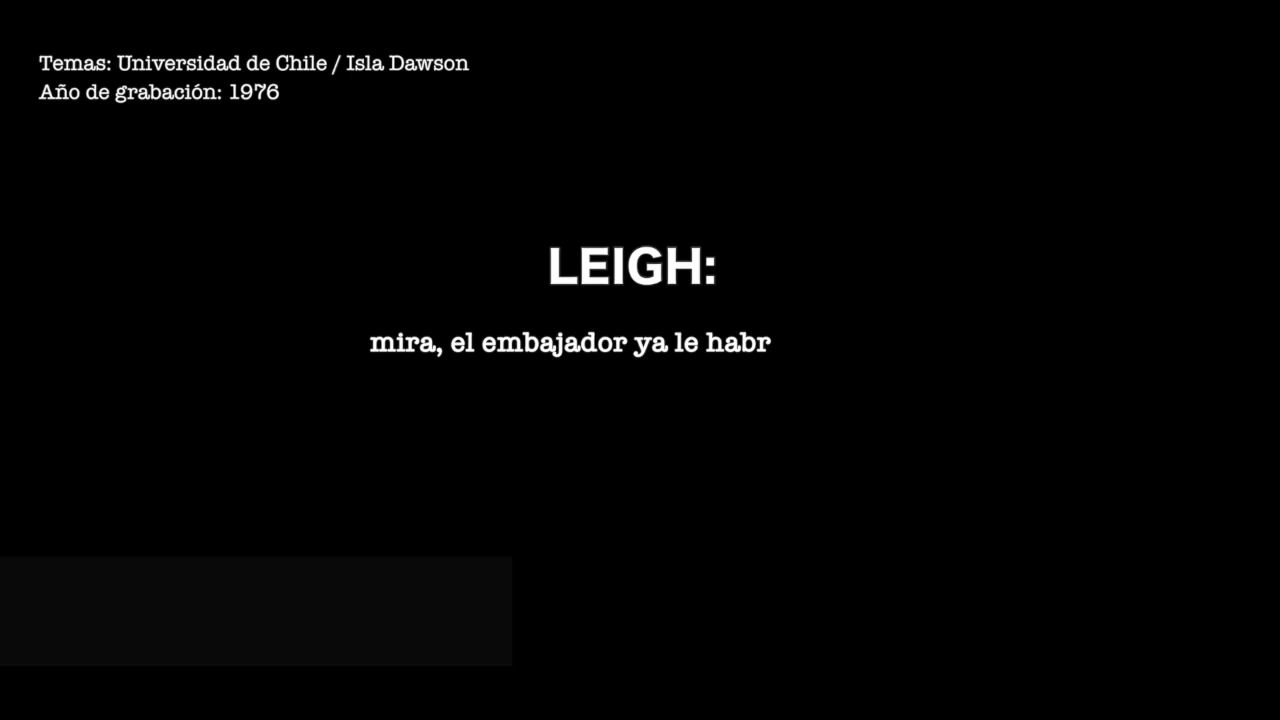 Temas: Universidad de Chile / Isla Dawson
Año de grabación: 1976
LEIGH:
mira, el embajador ya le habr